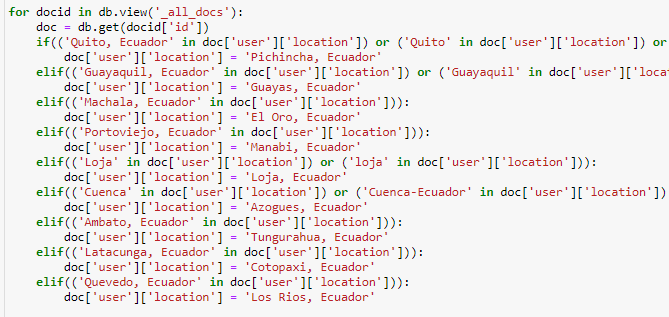 for docid in db.view('_all_docs'):
    doc = db.get(docid['id'])
    if(('Quito, Ecuador' in doc['user']['location']) or ('Quito' in doc['user']['location']) or
        doc['user']['location'] = 'Pichincha, Ecuador'
    elif(('Guayaquil, Ecuador' in doc['user']['location']) or ('Guayaquil' in doc['user']['loca
        doc['user']['location'] = 'Guayas, Ecuador'
    elif(('Machala, Ecuador' in doc['user']['location'])):
        doc['user']['location'] = 'El Oro, Ecuador'
    elif(('Portoviejo, Ecuador' in doc['user']['location'])):
        doc['user']['location'] = 'Manabi, Ecuador'
    elif(('Loja' in doc['user']['location']) or ('loja' in doc['user']['location'])):
        doc['user']['location'] = 'Loja, Ecuador'
    elif(('Cuenca' in doc['user']['location']) or ('Cuenca-Ecuador' in doc['user']['location'])
        doc['user']['location'] = 'Azogues, Ecuador'
    elif(('Ambato, Ecuador' in doc['user']['location'])):
        doc['user']['location'] = 'Tungurahua, Ecuador'
    elif(('Latacunga, Ecuador' in doc['user']['location'])):
        doc['user']['location'] = 'Cotopaxi, Ecuador'
    elif(('Quevedo, Ecuador' in doc['user']['location'])):
        doc['user']['location'] = 'Los Rios, Ecuador'